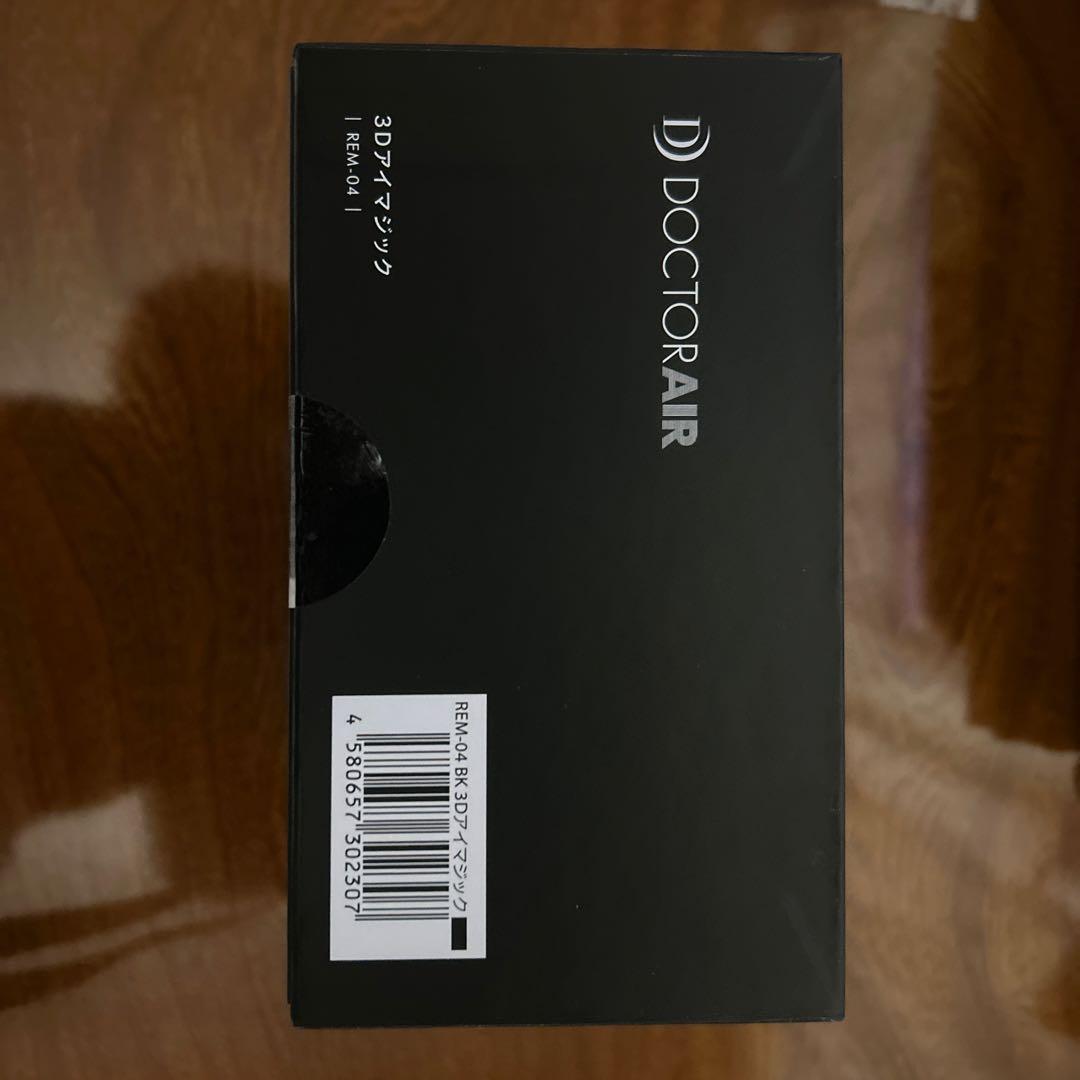 DOCTORAIR
3Dアイマジック
| REM-04 |
REM-04 BK 3Dアイマジック
4 580657 302307